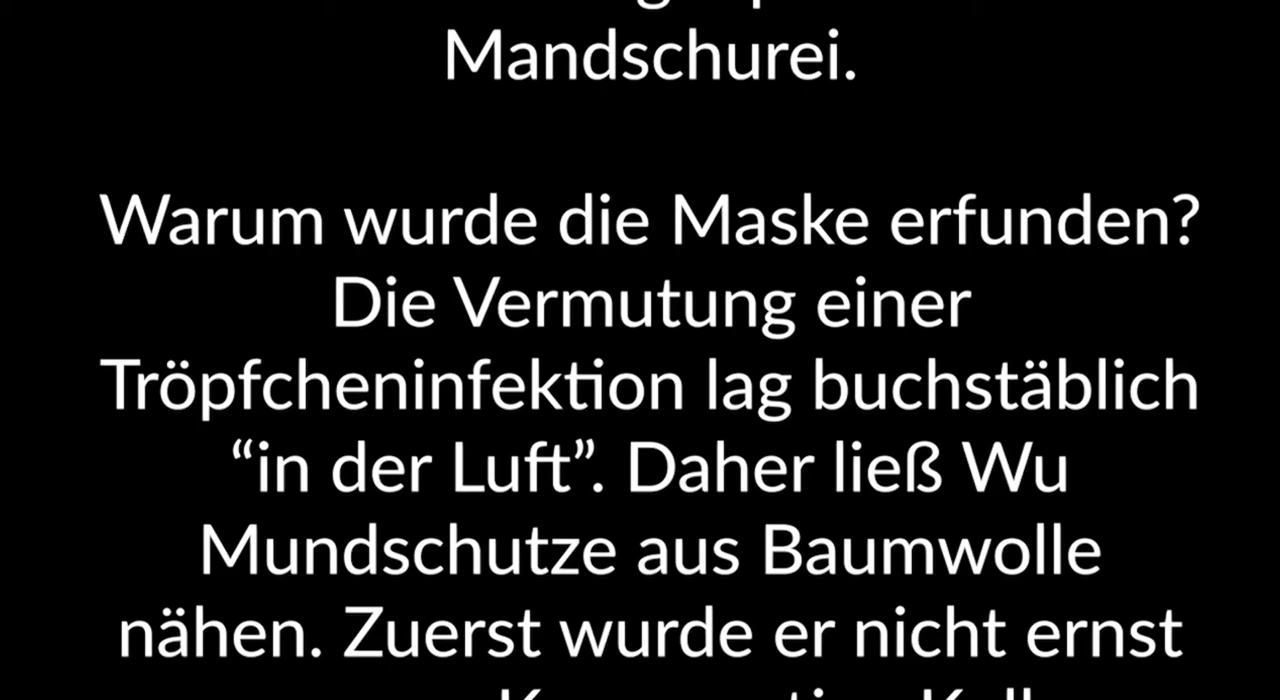 Mandschurei.
Warum wurde die Maske erfunden?
Die Vermutung einer
Tröpfcheninfektion lag buchstäblich
“in der Luft”. Daher ließ Wu
Mundschutze aus Baumwolle
nähen. Zuerst wurde er nicht ernst